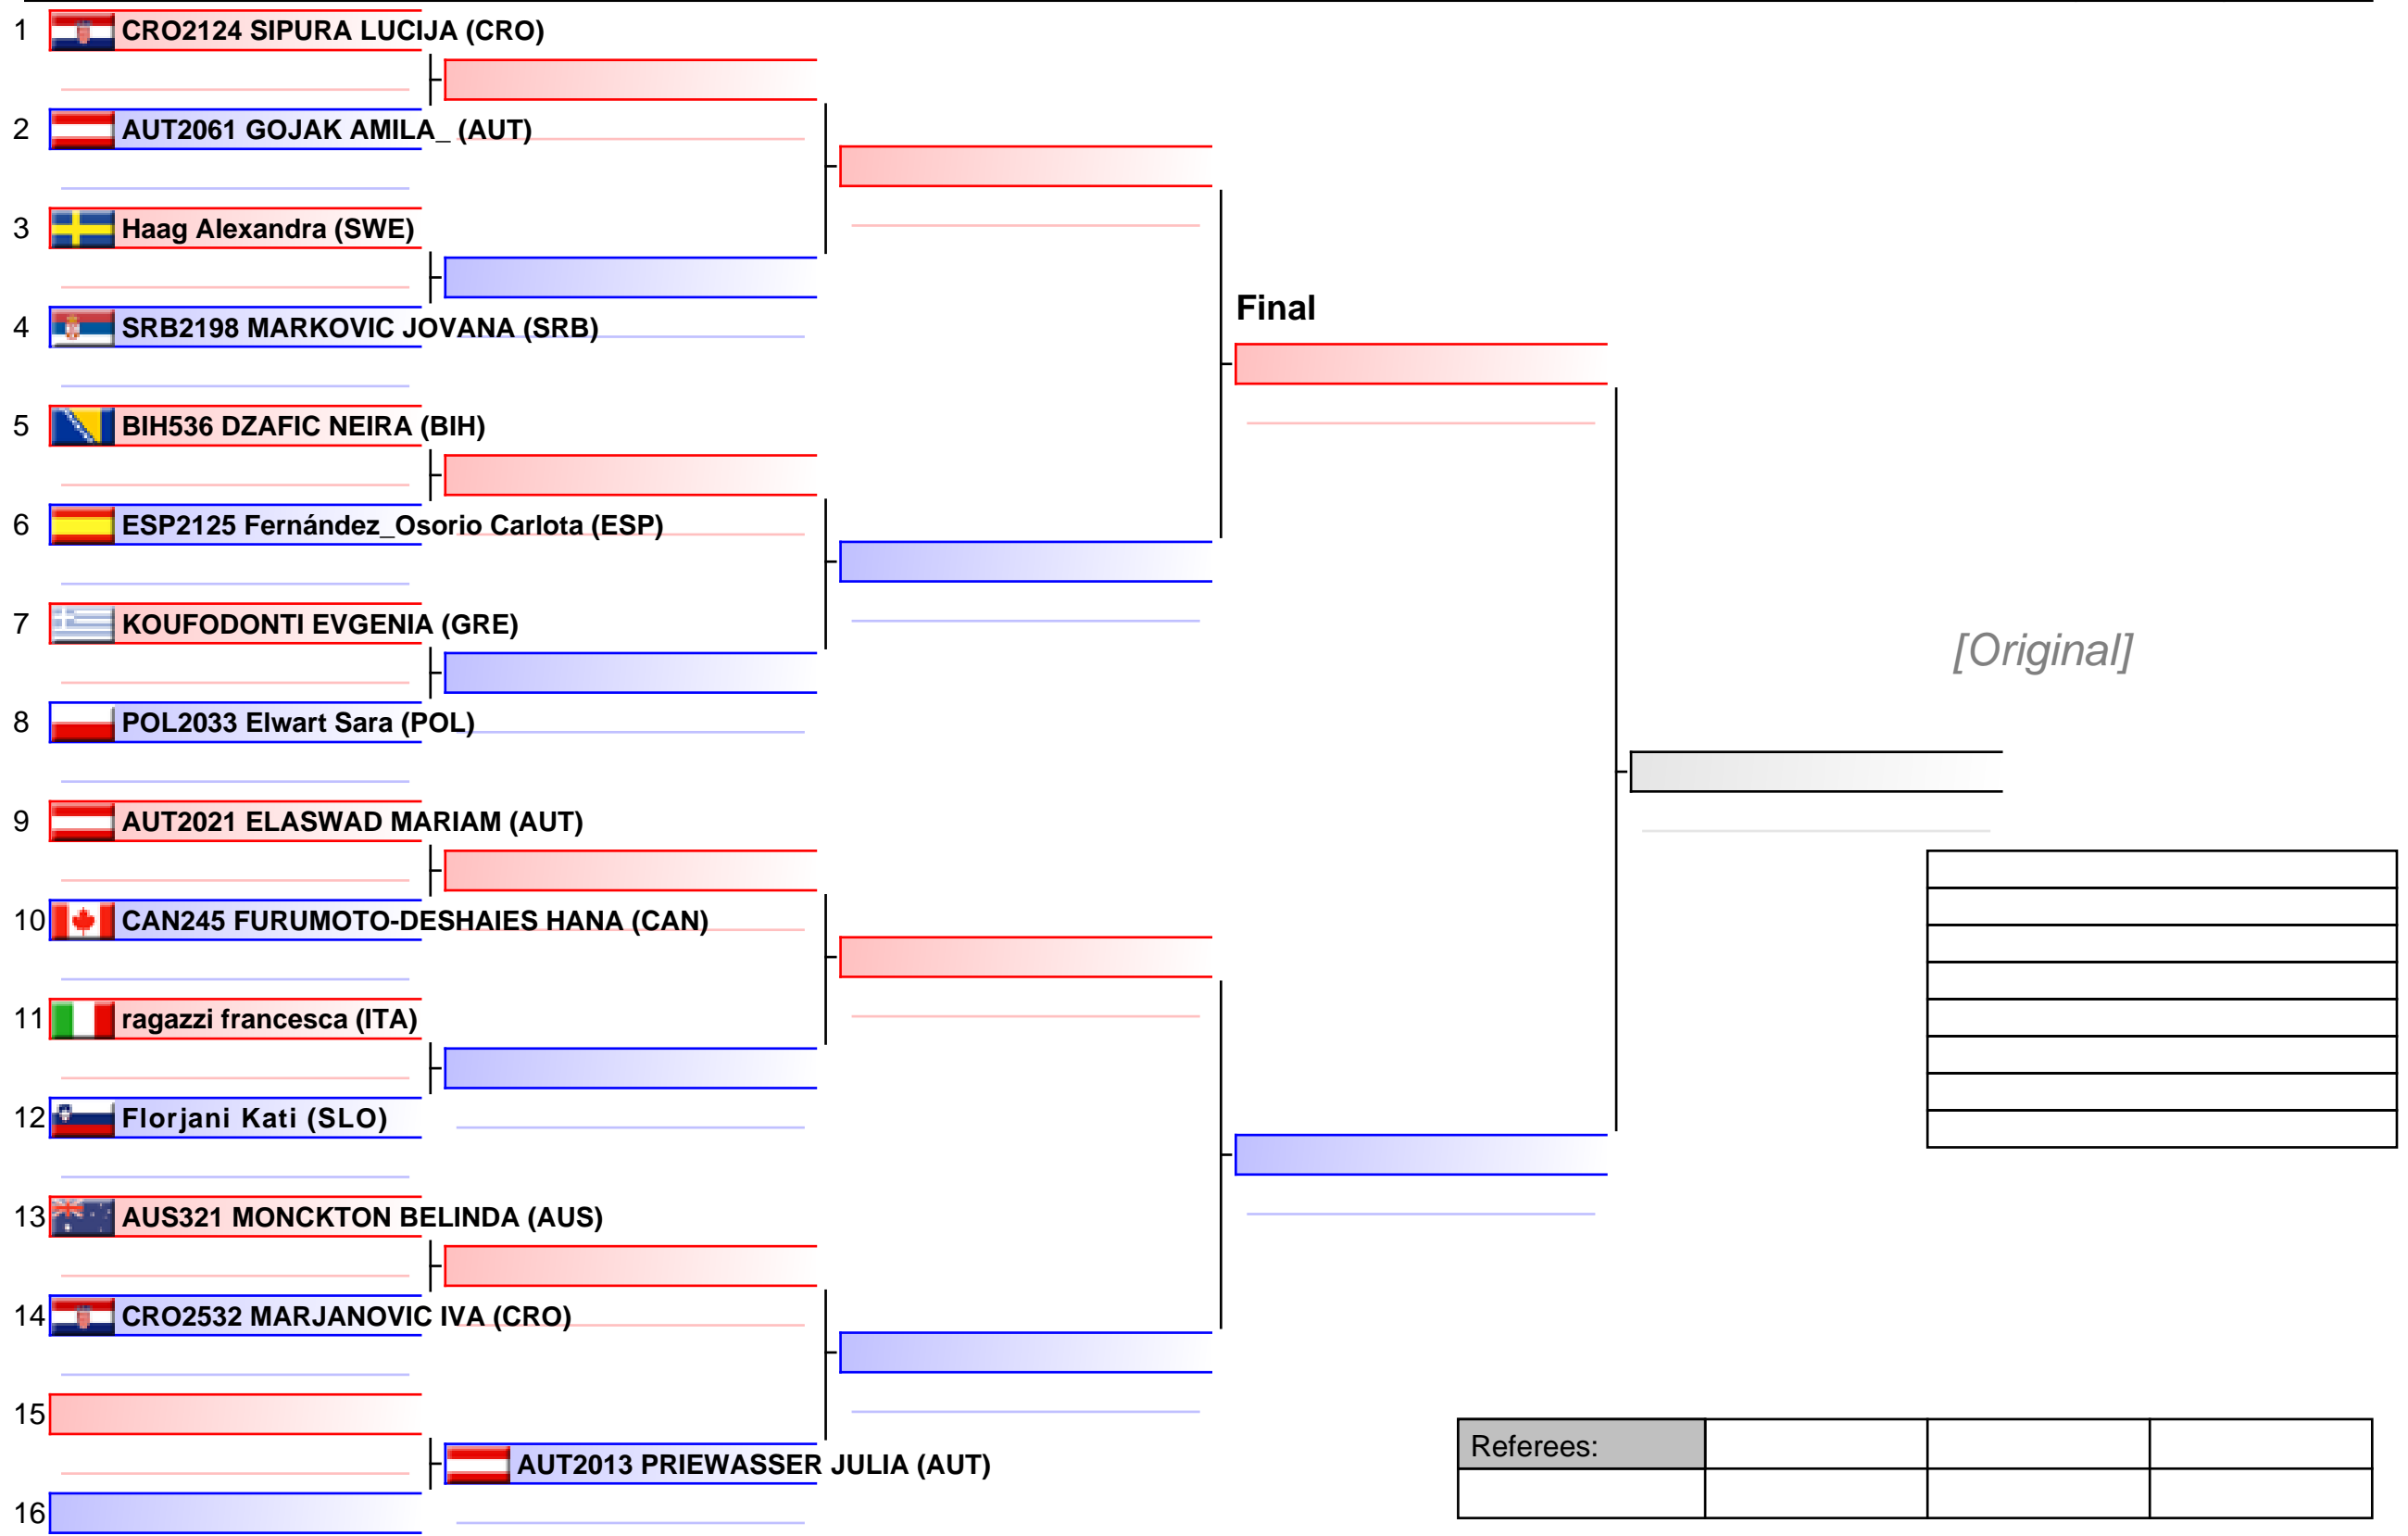 1 CRO2124 SIPURA LUCIJA (CRO)
2 AUT2061 GOJAK AMILA_ (AUT)
3 Haag Alexandra (SWE)
Final
4 SRB2198 MARKOVIC JOVANA (SRB)
5 BIH536 DZAFIC NEIRA (BIH)
6 ESP2125 Fernández_Osorio Carlota (ESP)
7 KOUFODONTI EVGENIA (GRE)
[Original]
8 POL2033 Elwart Sara (POL)
9 AUT2021 ELASWAD MARIAM (AUT)
10 CAN245 FURUMOTO-DESHAIES HANA (CAN)
11 ragazzi francesca (ITA)
12 Florjani Kati (SLO)
13 AUS321 MONCKTON BELINDA (AUS)
14 CRO2532 MARJANOVIC IVA (CRO)
15
Referees:
AUT2013 PRIEWASSER JULIA (AUT)
16